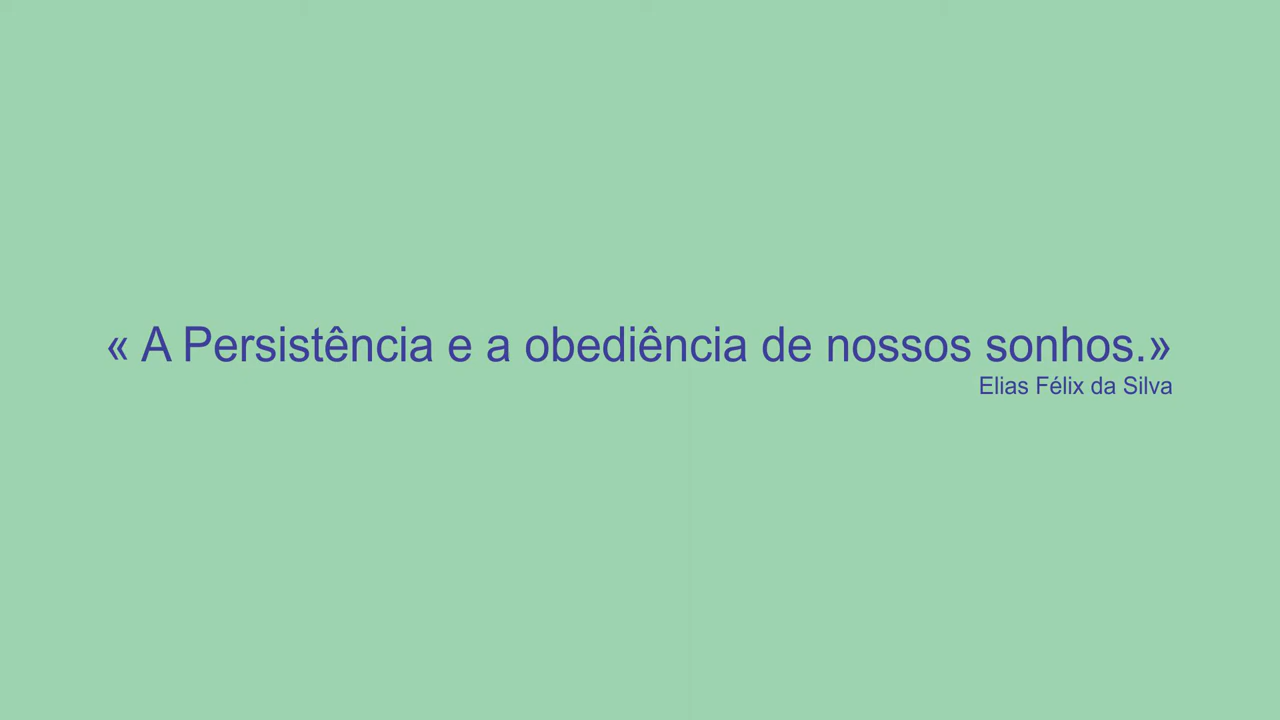 « A Persistência e a obediência de nossos sonhos.»
Elias Félix da Silva